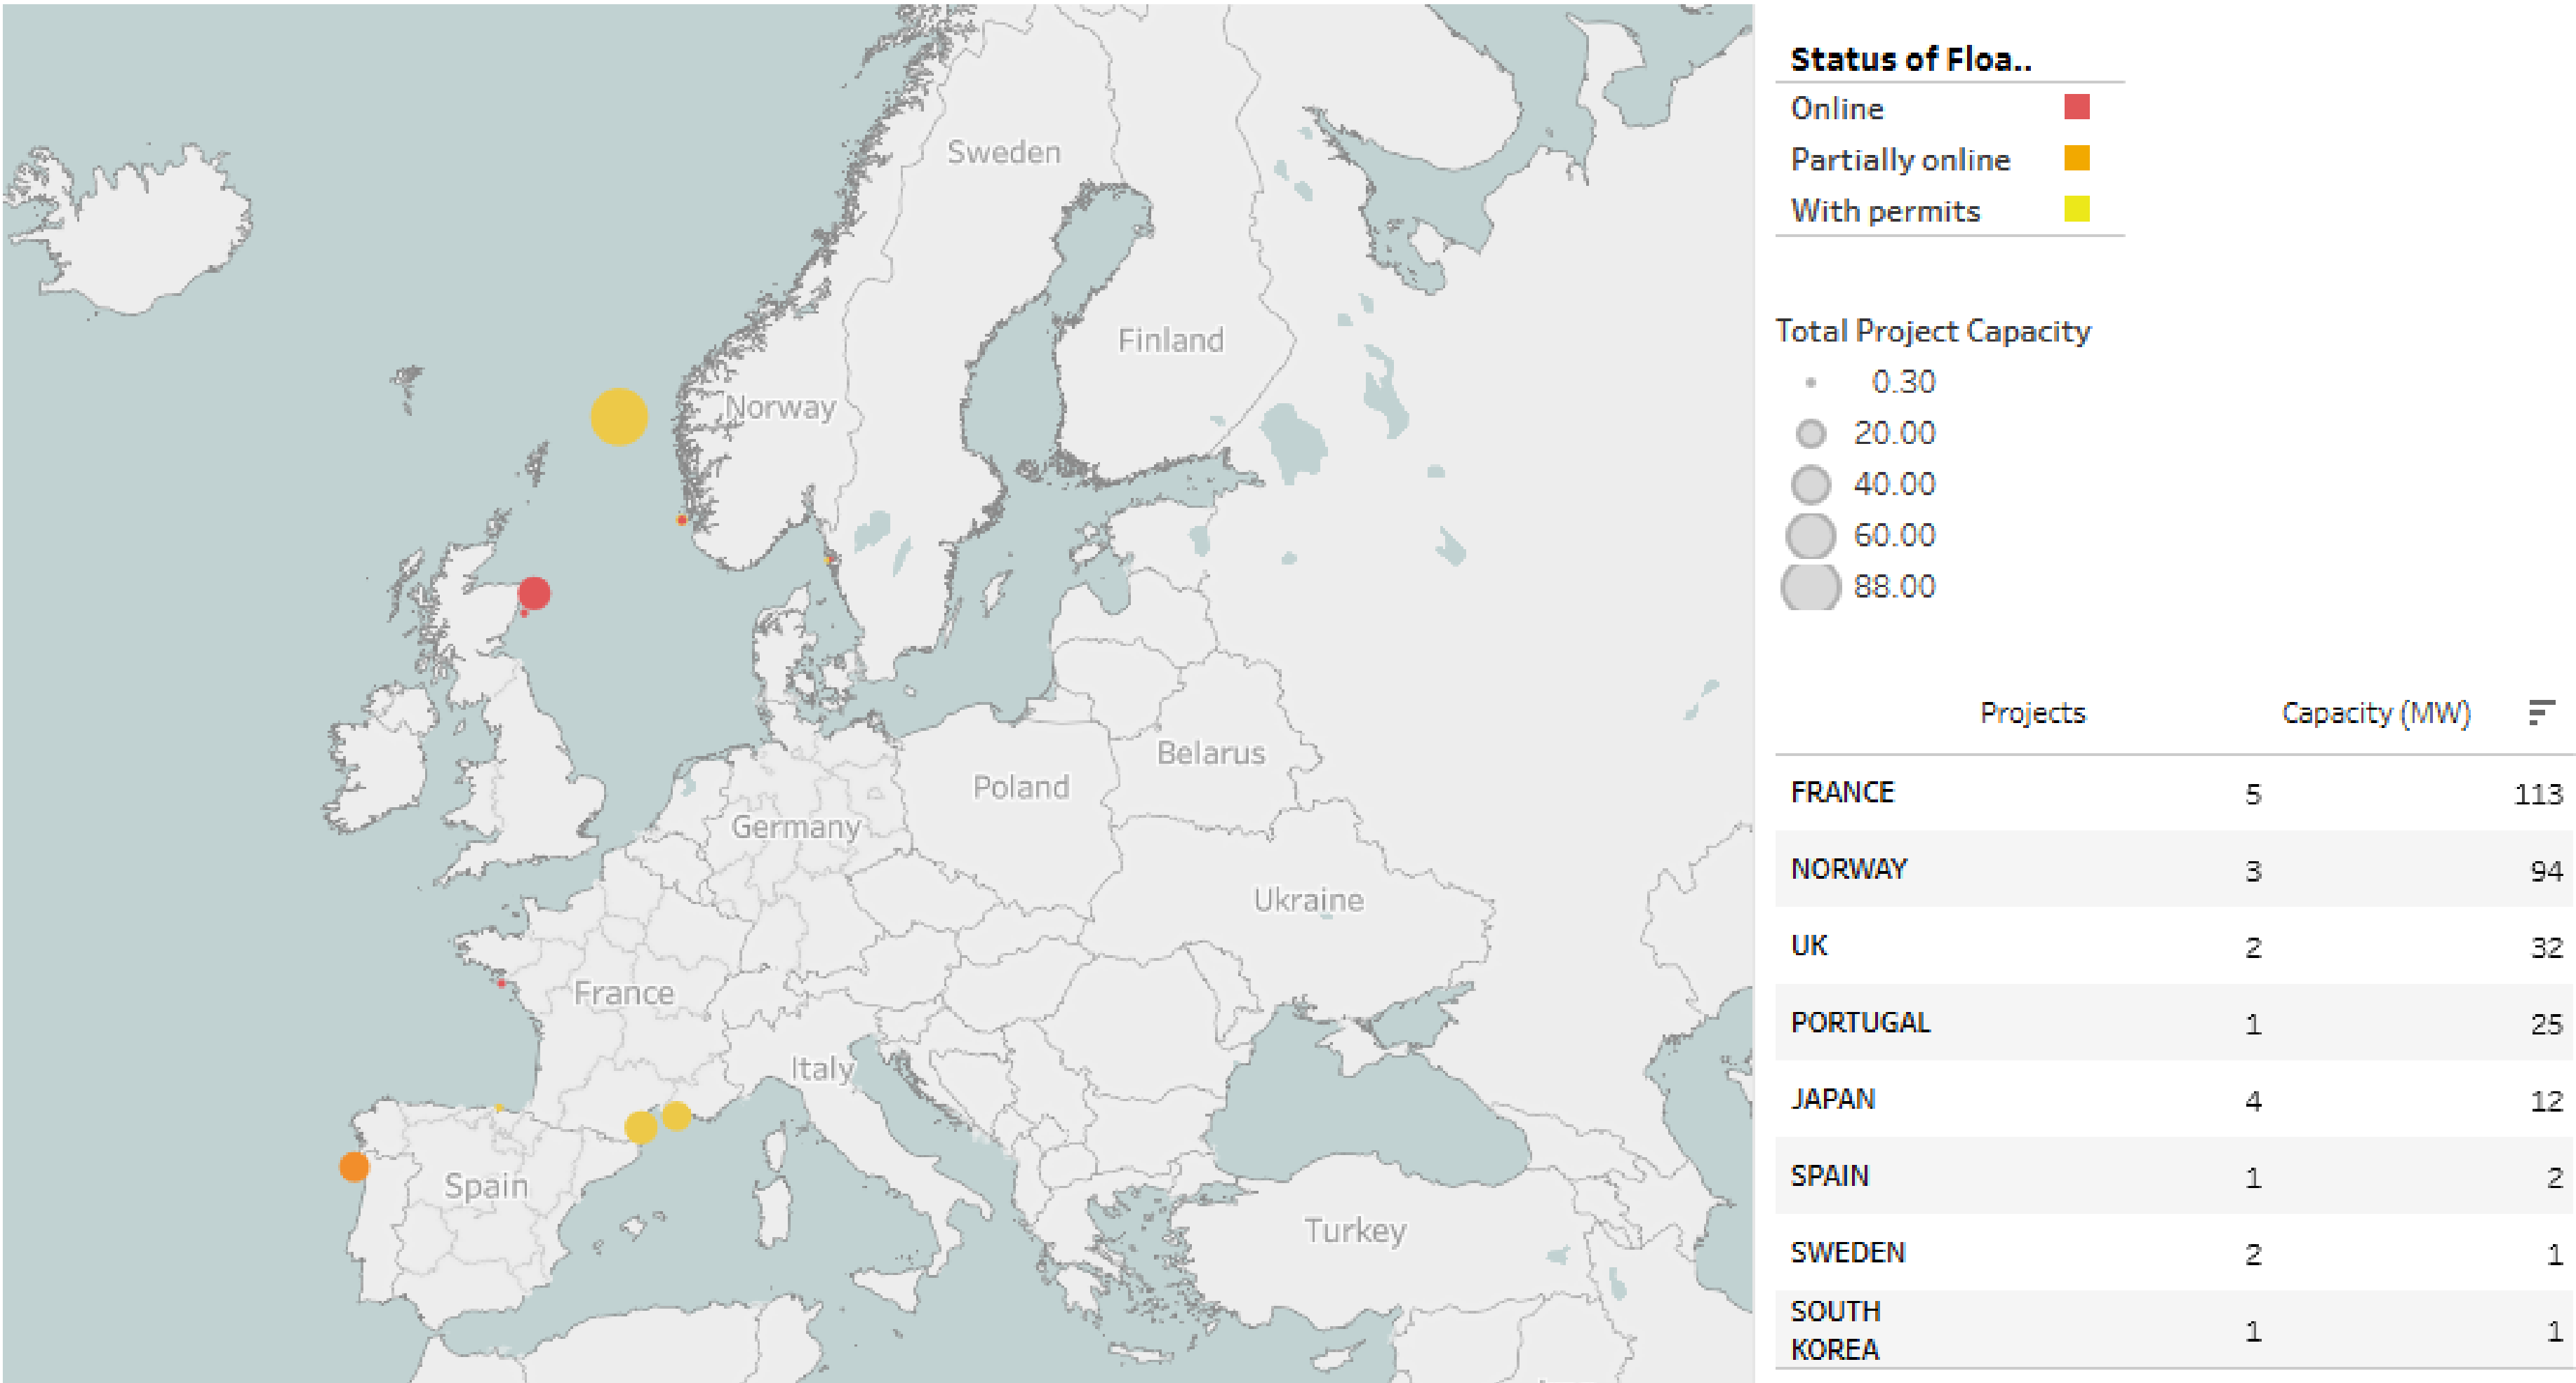 Sweden
Finland
Norway
Belarus
Poland
Germany
Ukraine
France
Italy
Spain
Turkey
Status of Floa..
Online
Partially online
With permits
Total Project Capacity
0.30
20.00
40.00
60.00
88.00
Projects Capacity (MW)
FRANCE 5 113
NORWAY 3 94
UK 2 32
PORTUGAL 1 25
JAPAN 4 12
SPAIN 1 2
SWEDEN 2 1
SOUTH
KOREA 1 1